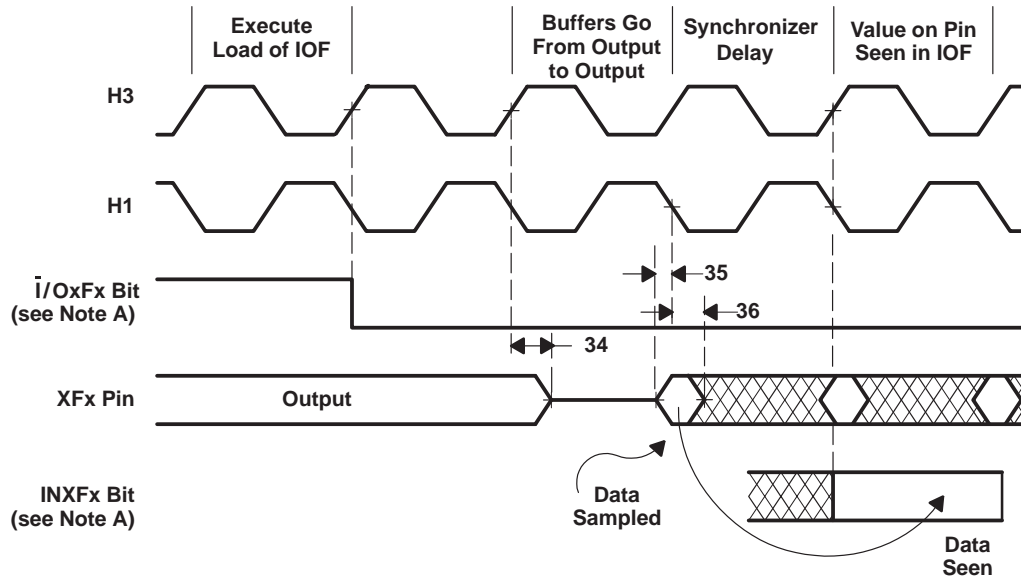 Execute
Load of IOF
Buffers Go
From Output
to Output
Synchronizer
Delay
Value on Pin
Seen in IOF
H3
H1
35
Ī/OxFx Bit
(see Note A)
36
34
XFx Pin
Output
INXFx Bit
(see Note A)
Data
Sampled
Data
Seen